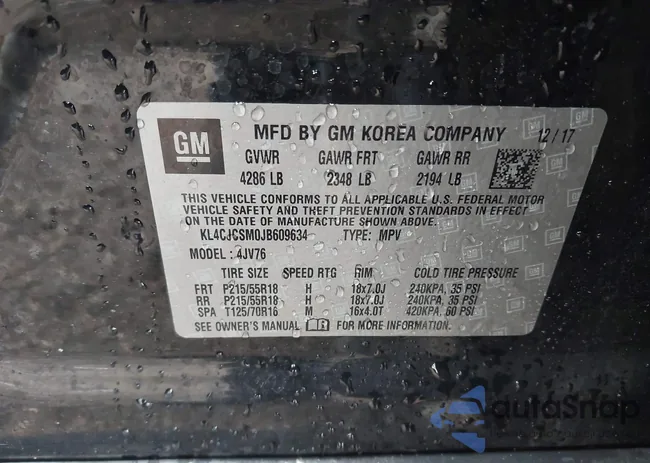 GM MFD BY GM KOREA COMPANY 12/17
GVWR GAWR FRT GAWR RR
4286 LB 2348 LB 2194 LB
THIS VEHICLE CONFORMS TO ALL APPLICABLE U.S. FEDERAL MOTOR
VEHICLE SAFETY AND THEFT PREVENTION STANDARDS IN EFFECT
ON THE DATE OF MANUFACTURE SHOWN ABOVE.
KL4CJCSM0JB609634 TYPE: MPV
MODEL: 4JV76
TIRE SIZE SPEED RTG RIM COLD TIRE PRESSURE
FRT P215/55R18 H 18x7.0J 240KPA, 35 PSI
RR P215/55R18 H 18x7.0J 240KPA, 35 PSI
SPA T125/70R16 M 16x4.0T 420KPA, 60 PSI
SEE OWNER'S MANUAL FOR MORE INFORMATION.
autoSnap